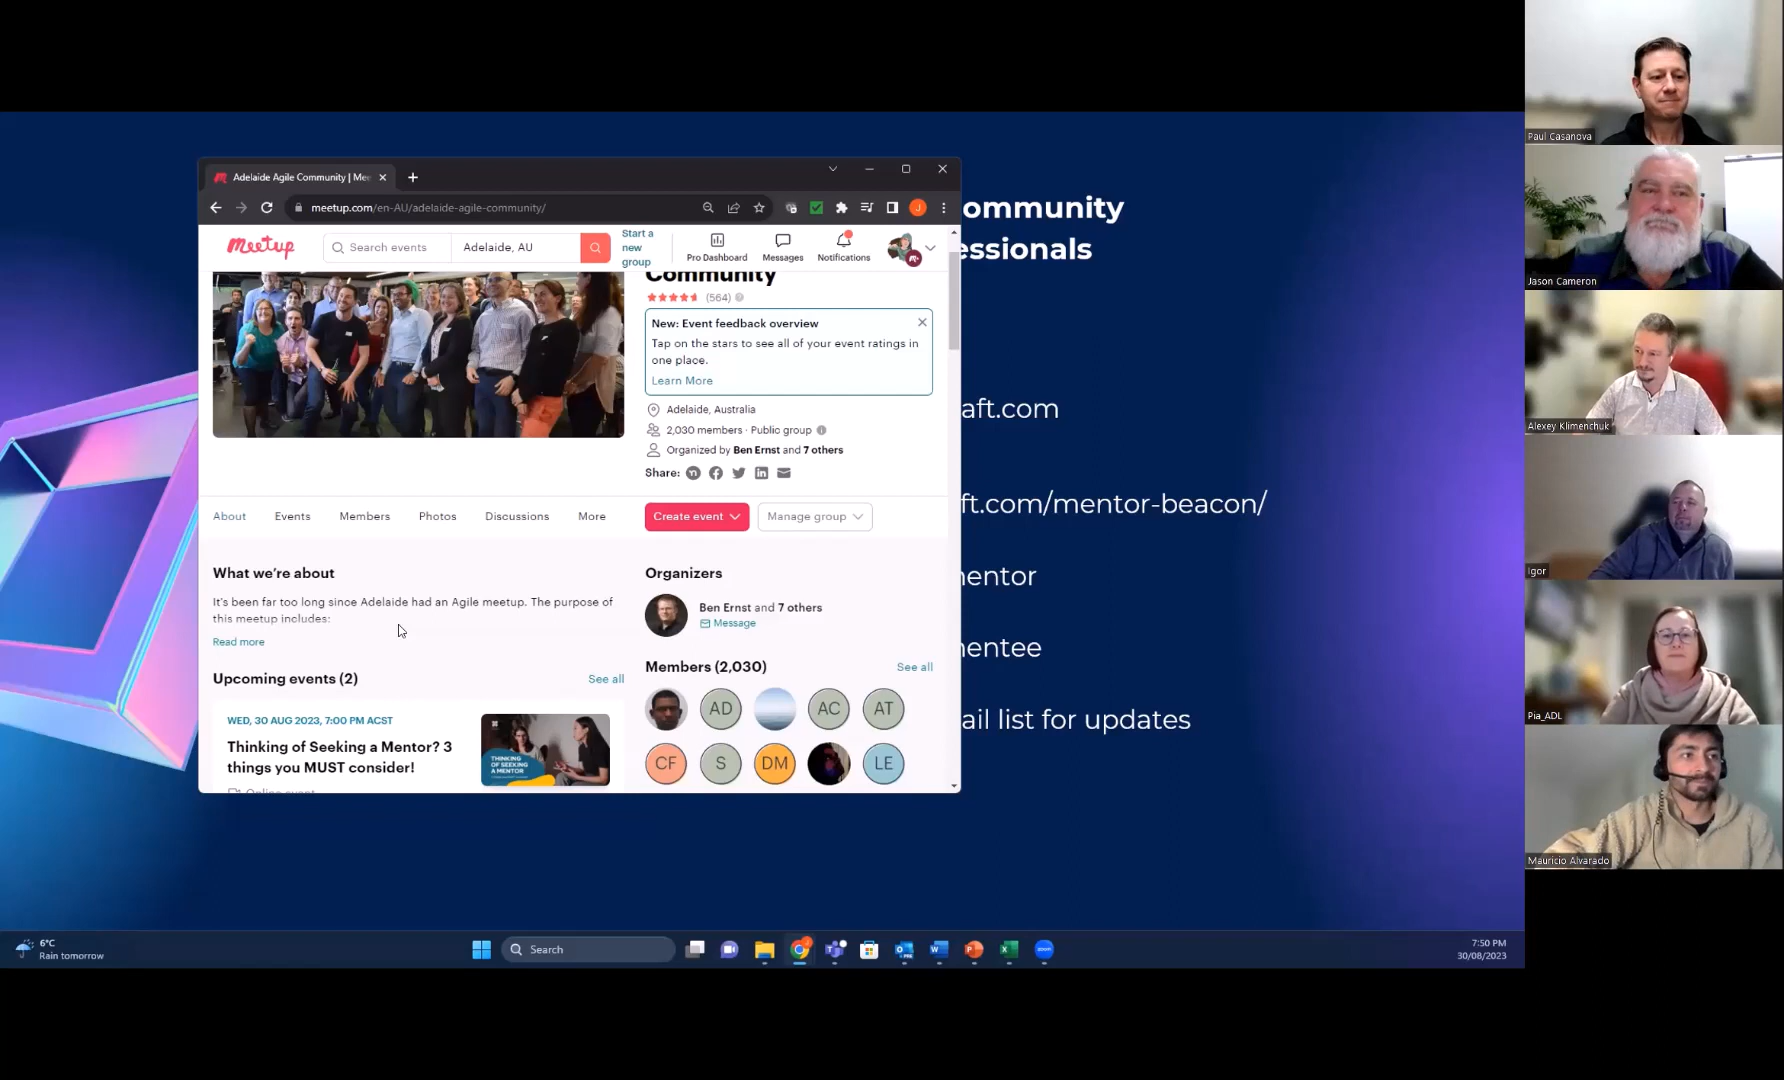 Adelaide Agile Community | Mee
meetup.com/en-AU/adelaide-agile-community/
J
Meetup
Search events
Adelaide, AU
Start a
new
group
Pro Dashboard
Messages
Notifications
Community
(564)
New: Event feedback overview
Tap on the stars to see all of your event ratings in
one place.
Learn More
Adelaide, Australia
2,030 members · Public group
Organized by Ben Ernst and 7 others
Share:
About
Events
Members
Photos
Discussions
More
Create event
Manage group
What we're about
It's been far too long since Adelaide had an Agile meetup. The purpose of
this meetup includes:
Read more
Upcoming events (2)
See all
WED, 30 AUG 2023, 7:00 PM ACST
Thinking of Seeking a Mentor? 3
things you MUST consider!
THINKING
OF SEEKING
A MENTOR?
Online event
Organizers
Ben Ernst and 7 others
Message
Members (2,030)
See all
AD
AC
AT
CF
S
DM
LE
ommunity
essionals
aft.com
ft.com/mentor-beacon/
nentor
nentee
ail list for updates
Paul Casanova
Jason Cameron
Alexey Klimenchuk
Igor
Pia_ADL
Mauricio Alvarado
6°C
Rain tomorrow
Search
7:50 PM
30/08/2023